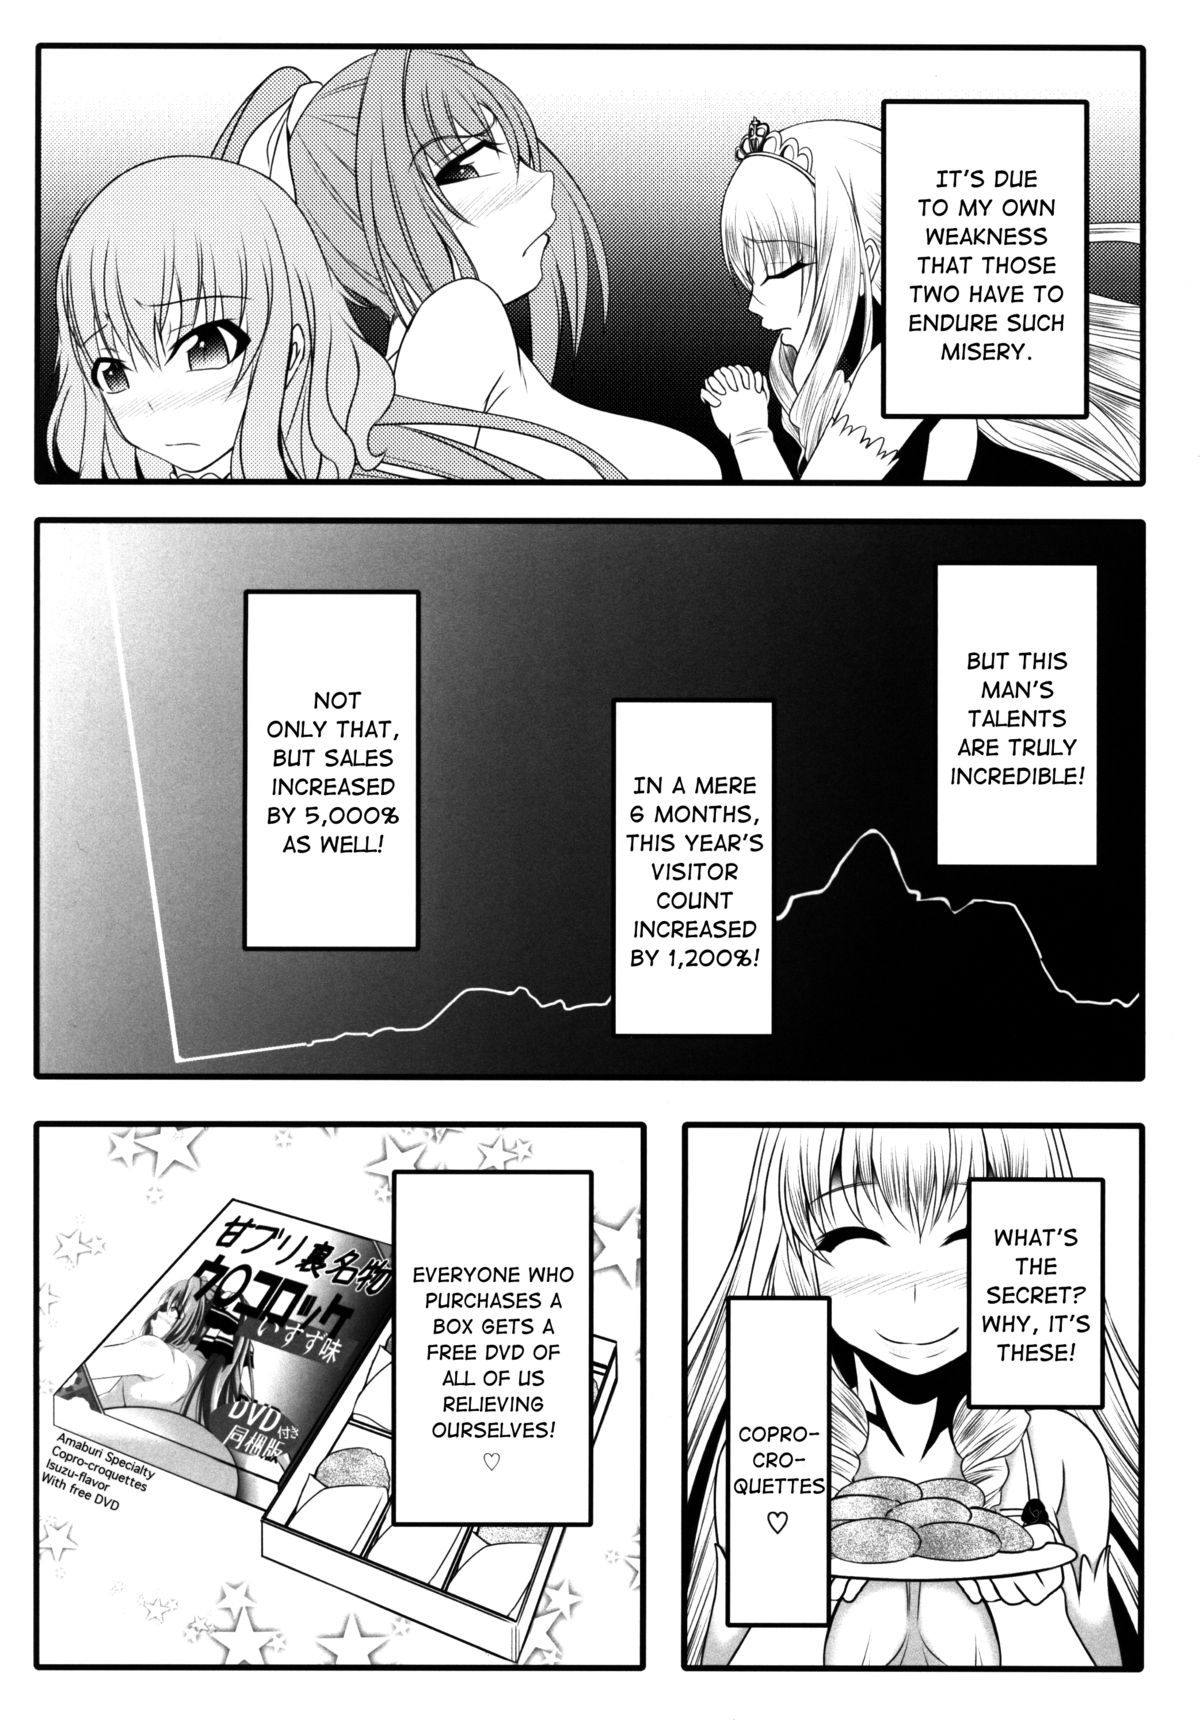 IT'S DUE
TO MY OWN
WEAKNESS
THAT THOSE
TWO HAVE TO
ENDURE SUCH
MISERY.
BUT THIS
MAN'S
TALENTS
ARE TRULY
INCREDIBLE!
IN A MERE
6 MONTHS,
THIS YEAR'S
VISITOR
COUNT
INCREASED
BY 1,200%!
NOT
ONLY THAT,
BUT SALES
INCREASED
BY 5,000%
AS WELL!
WHAT'S
THE
SECRET?
WHY, IT'S
THESE!
COPRO-
CRO-
QUETTES
♡
EVERYONE WHO
PURCHASES A
BOX GETS A
FREE DVD OF
ALL OF US
RELIEVING
OURSELVES!
♡
甘ブリ裏名物
ウ○コロッケ
いすず味
DVD付き
同梱版
Amaburi Specialty
Copro-croquettes
Isuzu-flavor
With free DVD